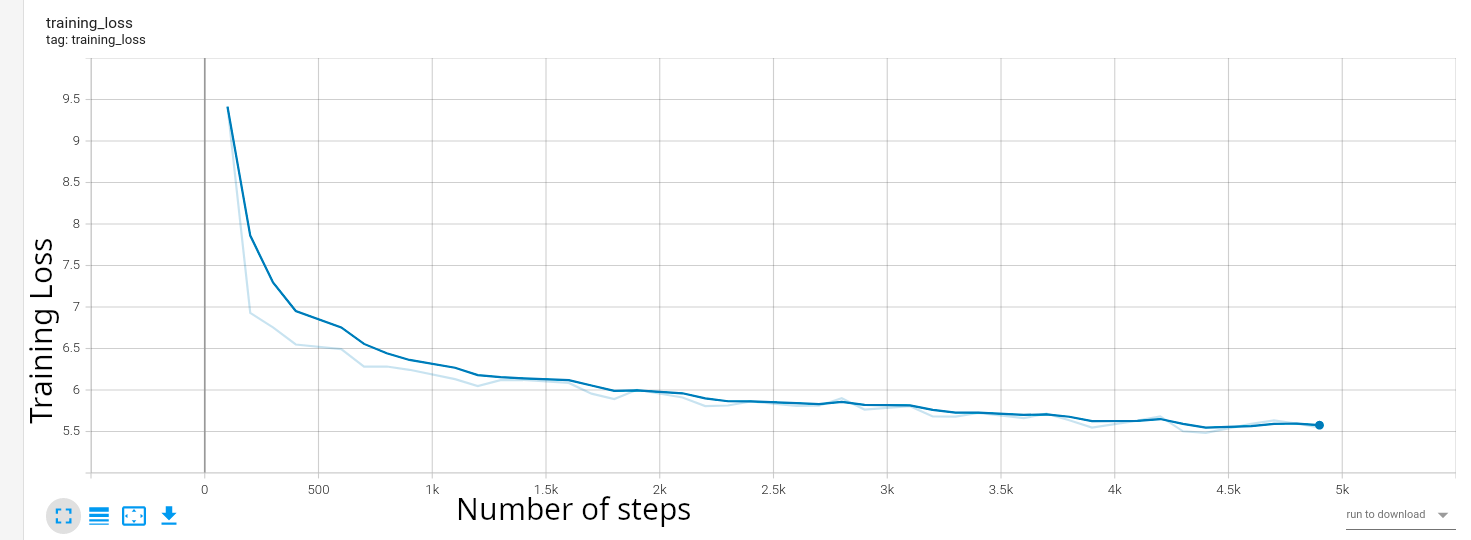 training_loss
tag: training_loss
9.5
9
8.5
8
7.5
7
6.5
6
5.5
Training Loss
0 500 1k 1.5k 2k 2.5k 3k 3.5k 4k 4.5k 5k
Number of steps
run to download